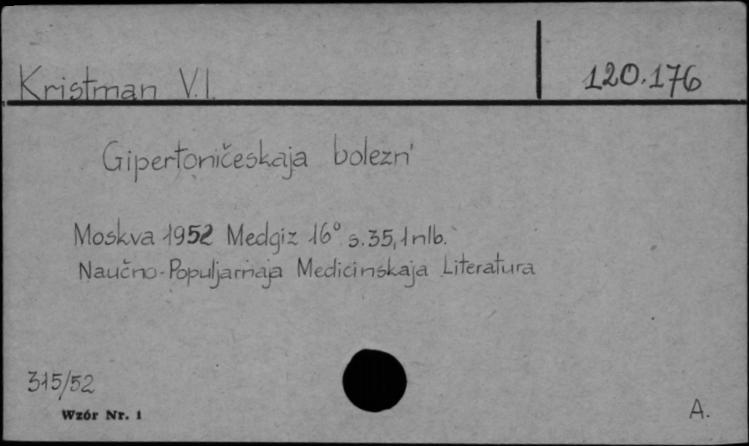 Kristman V.I. 120.176
Gipertoničeskaja bolezn'
Moskva 1952 Medgiz 16° s.35, 1 nlb.
Naučno-Populjarnaja Medicinskaja Literatura
315/52
Wzór Nr. 1
A.